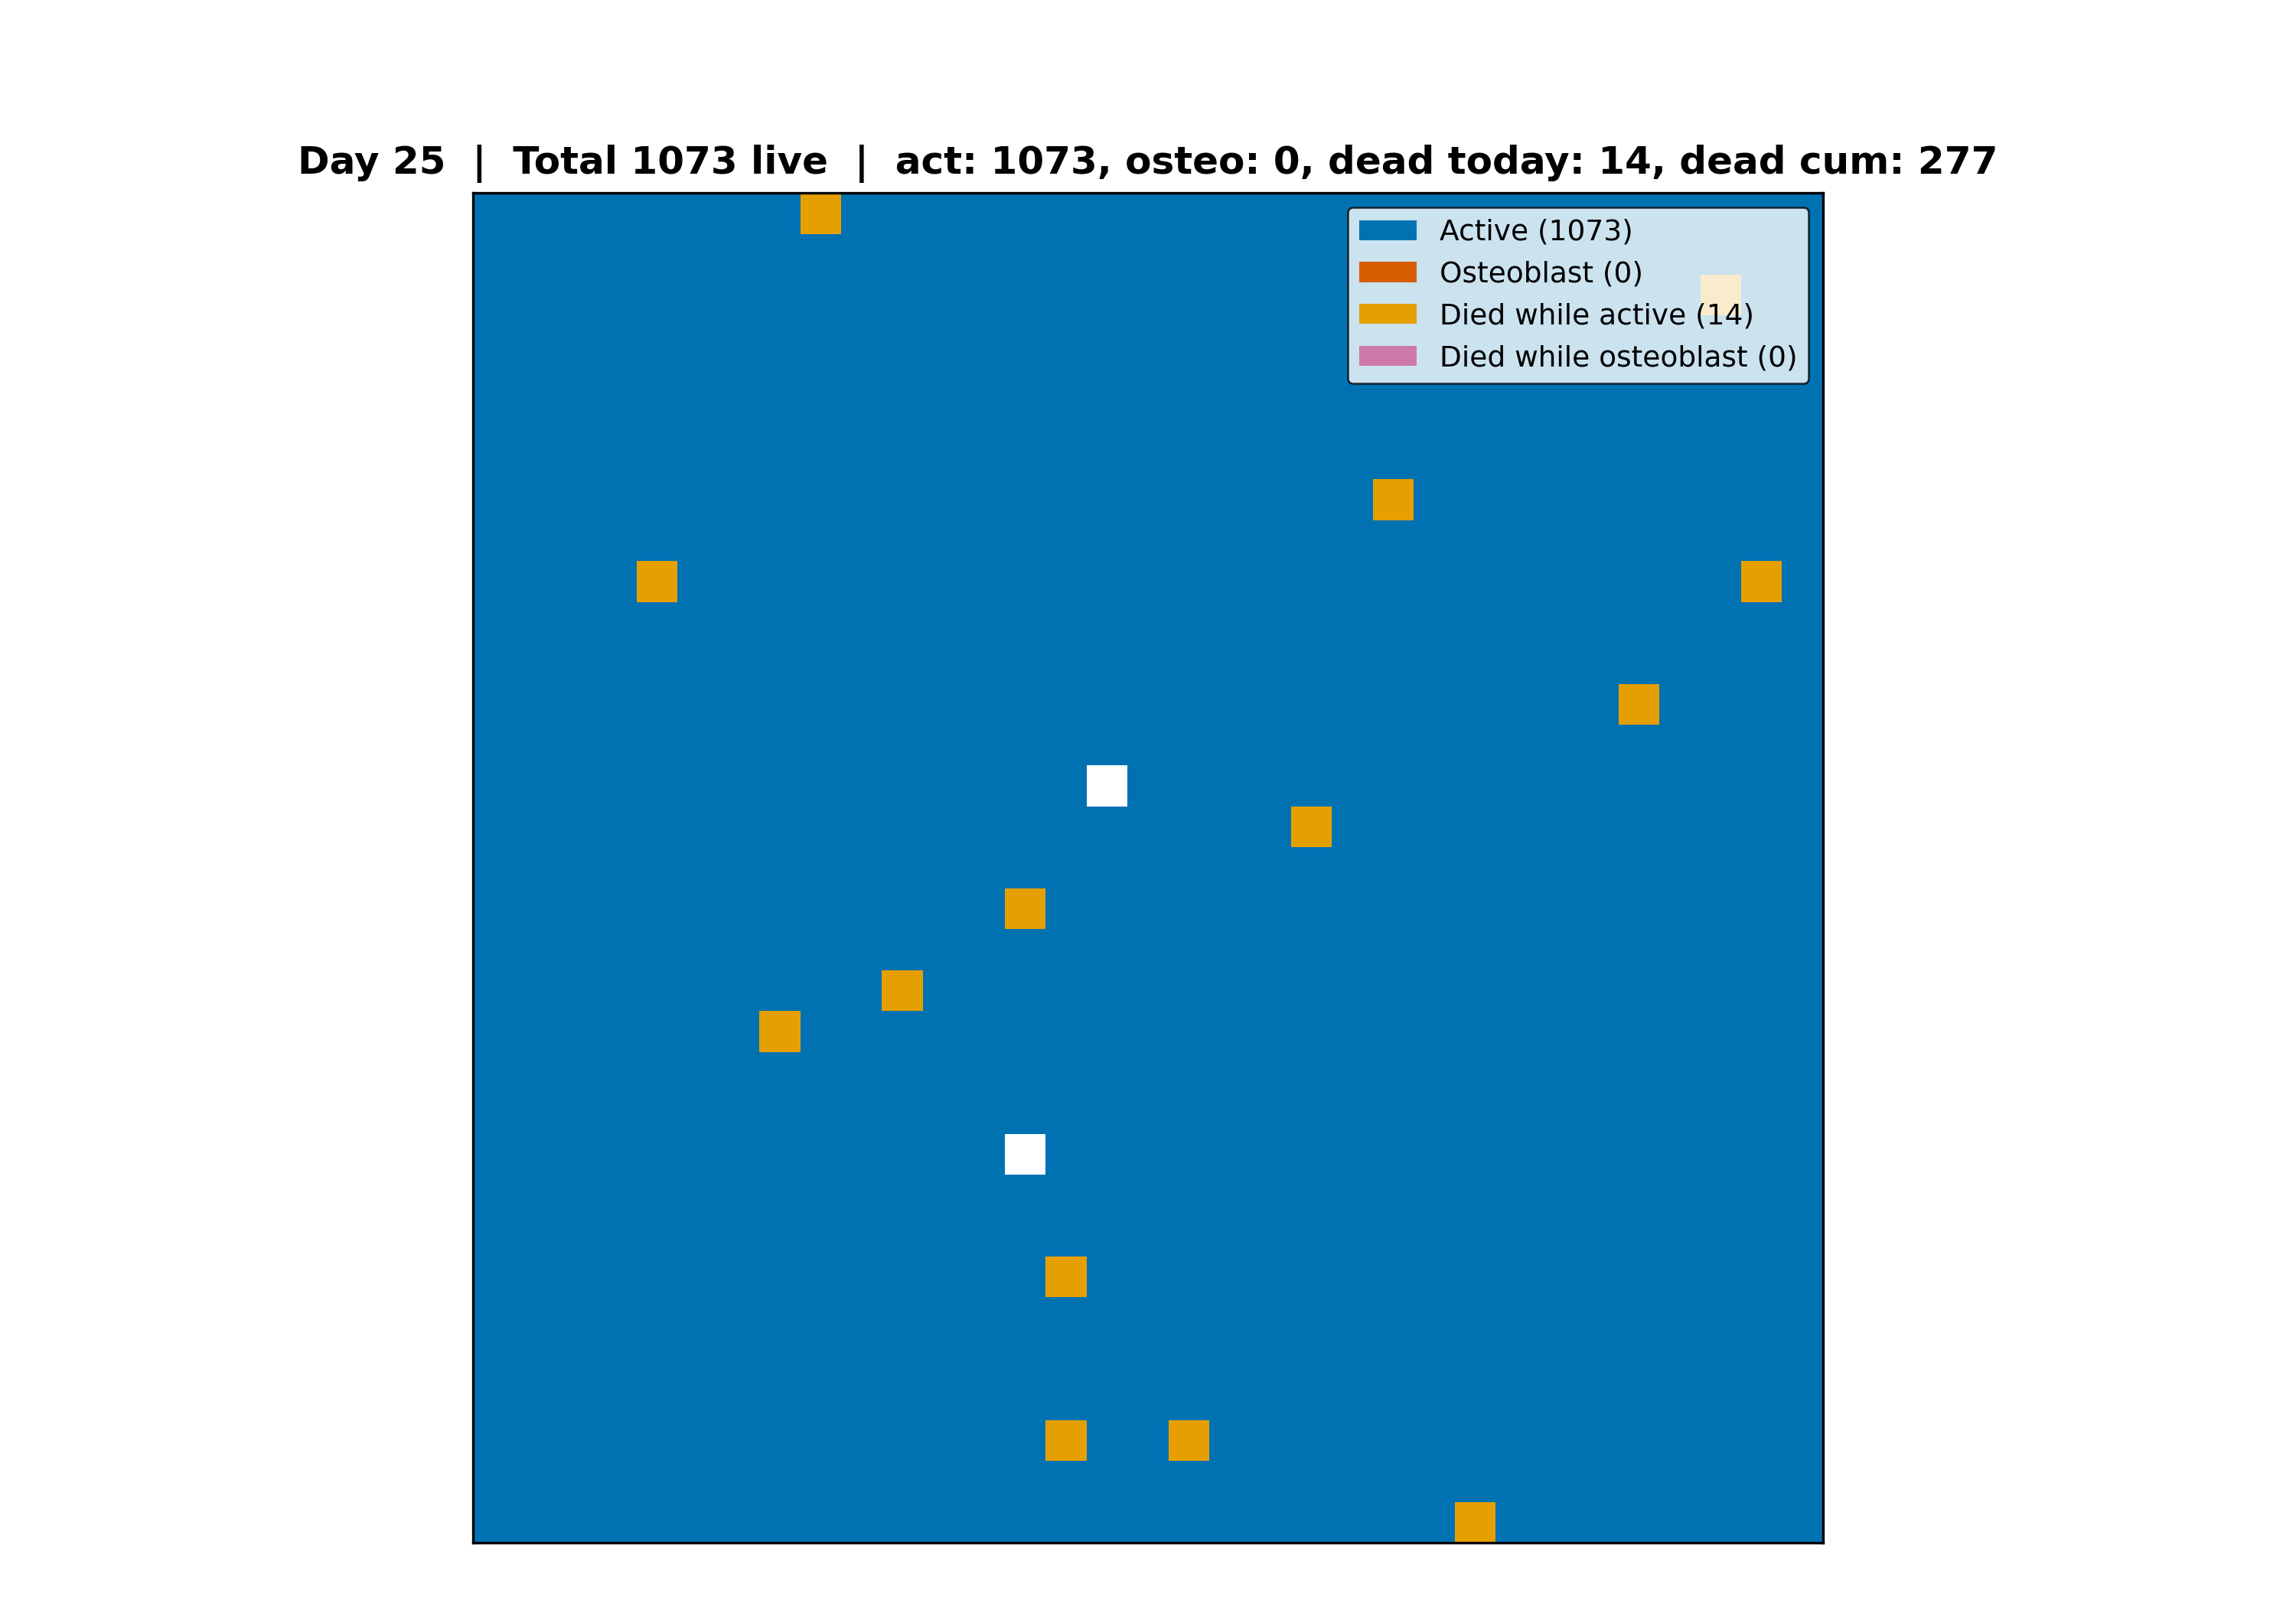 Day 25 | Total 1073 live | act: 1073, osteo: 0, dead today: 14, dead cum: 277
Active (1073)
Osteoblast (0)
Died while active (14)
Died while osteoblast (0)